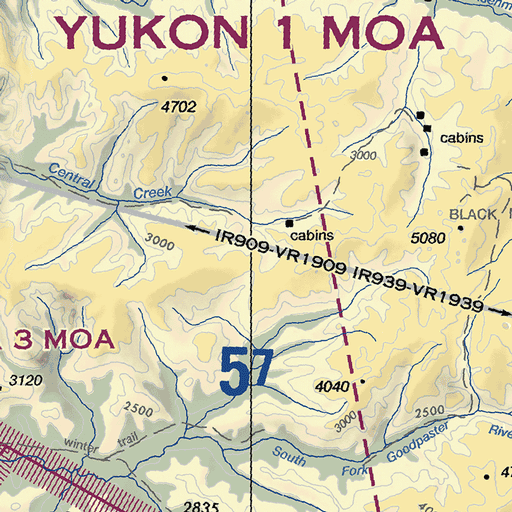 YUKON 1 MOA
4702
cabins
3000
Central Creek
BLACK
5080
cabins
3000
IR909-VR1909 IR939-VR1939
3 MOA
57
3120
4040
2500
2500
3000
winter trail
Goodpaster
South Fork
2835